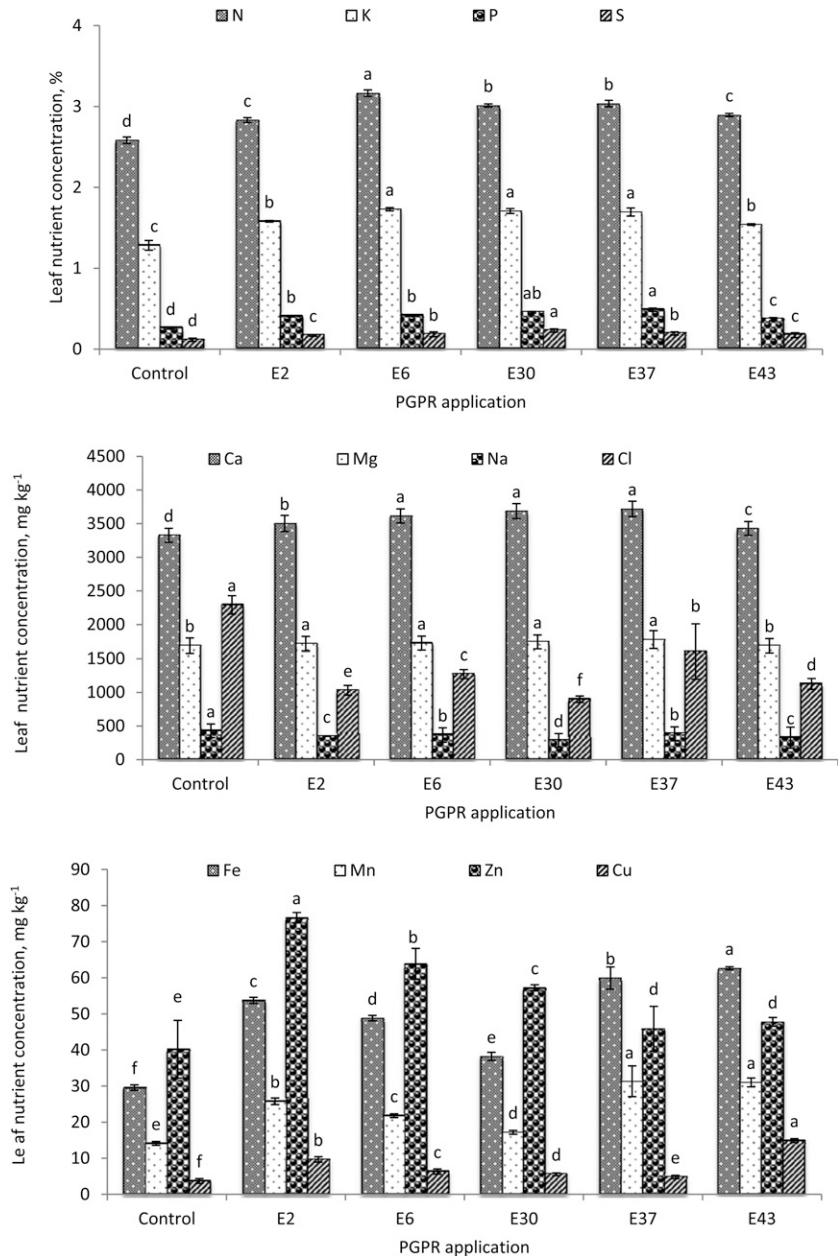 N K P S
4
3
2
1
0
Leaf nutrient concentration, %
d c d d
c b b c
a a b b
b a ab a
b a a b
c b c c
Control E2 E6 E30 E37 E43
PGPR application
Ca Mg Na Cl
4500
4000
3500
3000
2500
2000
1500
1000
500
0
Leaf nutrient concentration, mg kg-1
d b a a
b a c e
a a b c
a a d f
a a b b
c b c d
Control E2 E6 E30 E37 E43
PGPR application
Fe Mn Zn Cu
90
80
70
60
50
40
30
20
10
0
Le af nutrient concentration, mg kg-1
f e e f
c b a b
d c b c
e d c d
b a d e
a a d a
Control E2 E6 E30 E37 E43
PGPR application